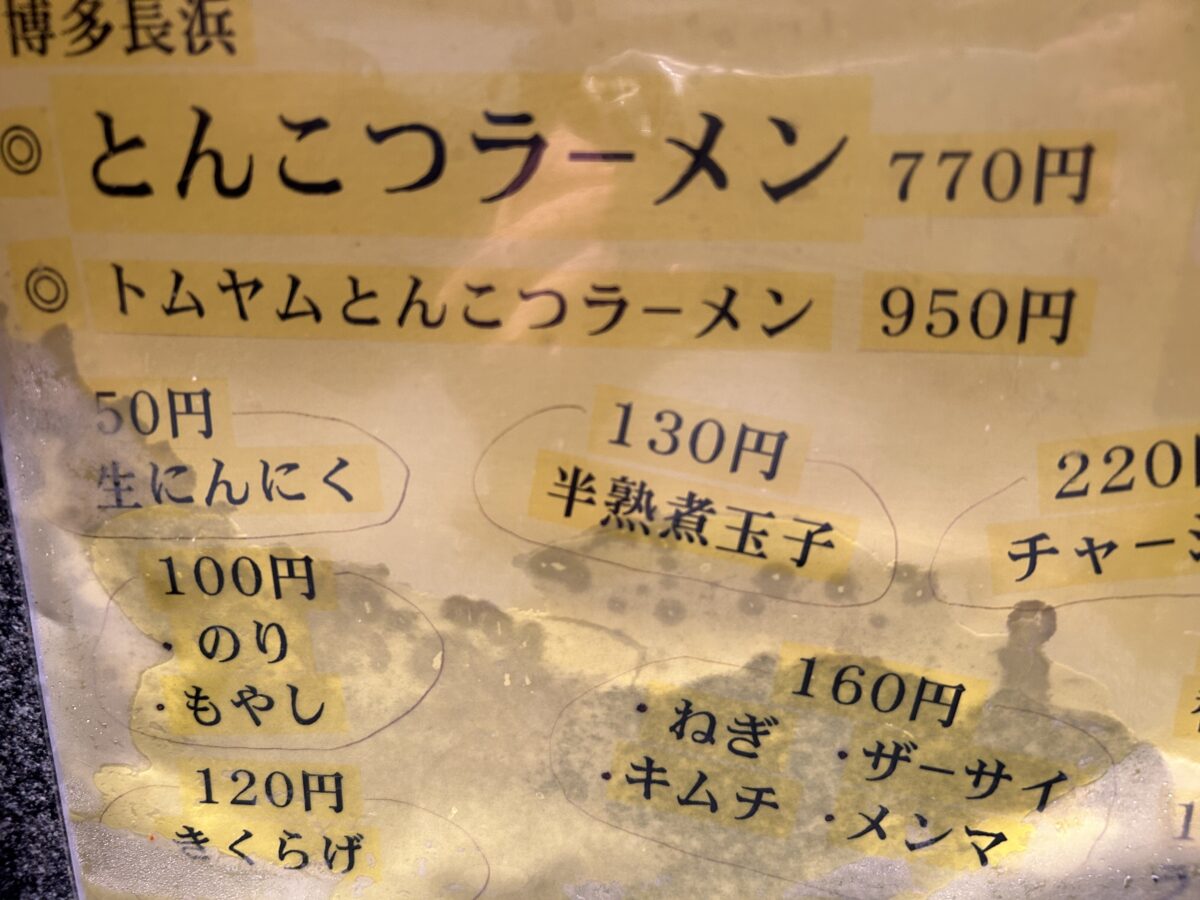 博多長浜
◎ とんこつラーメン 770円
◎ トムヤムとんこつラーメン 950円
50円
生にんにく
130円
半熟煮玉子
220
チャー
100円
・のり
・もやし
160円
・ねぎ ・ザーサイ
・キムチ ・メンマ
120円
きくらげ